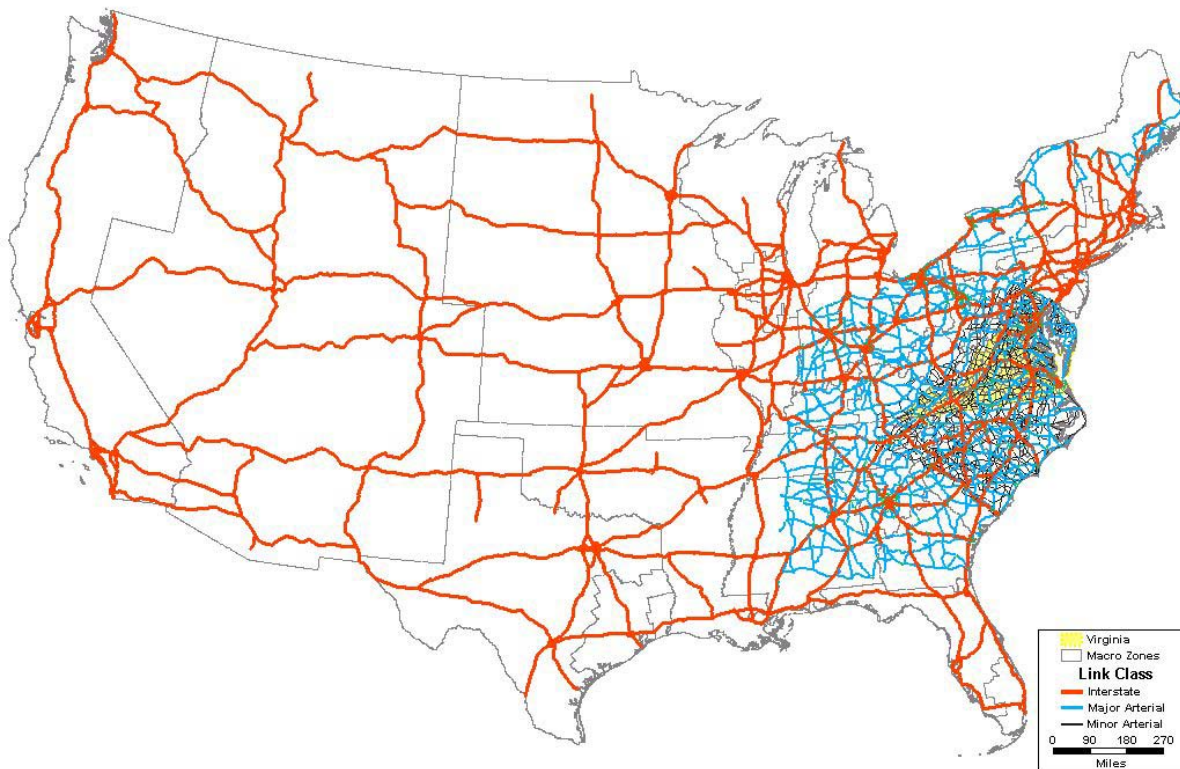 Virginia
Macro Zones
Link Class
Interstate
Major Arterial
Minor Arterial
0 90 180 270
Miles